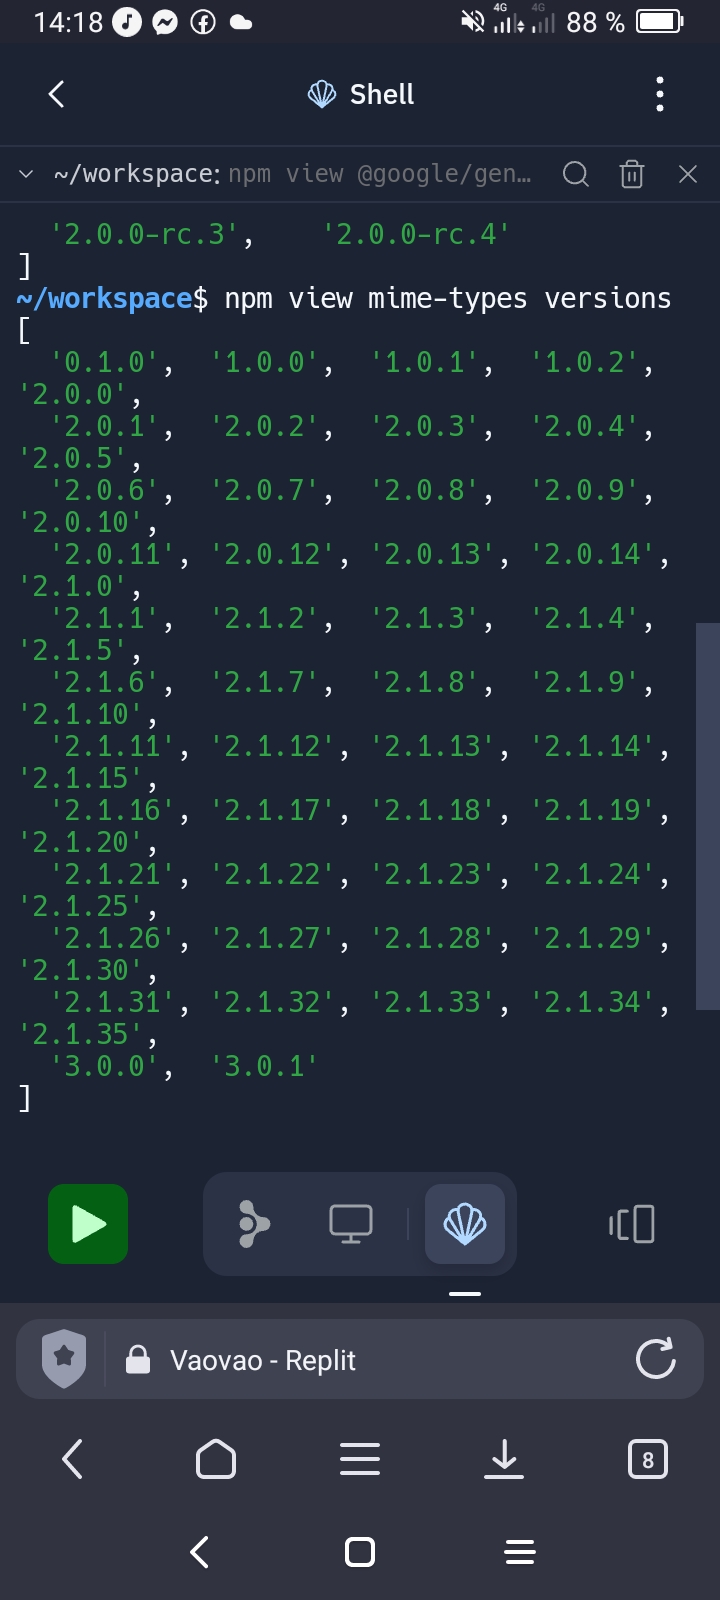 14:18 4G 4G 88 %
Shell
~/workspace: npm view @google/gen…
'2.0.0-rc.3', '2.0.0-rc.4'
]
~/workspace$ npm view mime-types versions
[
'0.1.0', '1.0.0', '1.0.1', '1.0.2',
'2.0.0',
'2.0.1', '2.0.2', '2.0.3', '2.0.4',
'2.0.5',
'2.0.6', '2.0.7', '2.0.8', '2.0.9',
'2.0.10',
'2.0.11', '2.0.12', '2.0.13', '2.0.14',
'2.1.0',
'2.1.1', '2.1.2', '2.1.3', '2.1.4',
'2.1.5',
'2.1.6', '2.1.7', '2.1.8', '2.1.9',
'2.1.10',
'2.1.11', '2.1.12', '2.1.13', '2.1.14',
'2.1.15',
'2.1.16', '2.1.17', '2.1.18', '2.1.19',
'2.1.20',
'2.1.21', '2.1.22', '2.1.23', '2.1.24',
'2.1.25',
'2.1.26', '2.1.27', '2.1.28', '2.1.29',
'2.1.30',
'2.1.31', '2.1.32', '2.1.33', '2.1.34',
'2.1.35',
'3.0.0', '3.0.1'
]
Vaovao - Replit
8